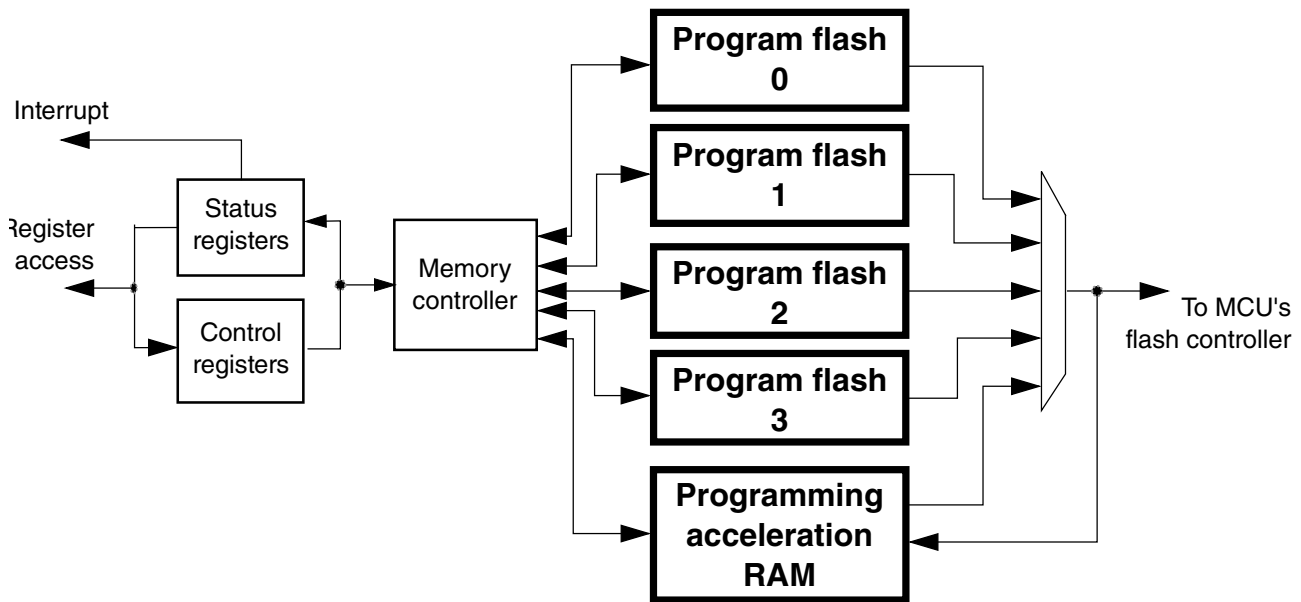 Interrupt
Register
access
Status
registers
Control
registers
Memory
controller
Program flash
0
Program flash
1
Program flash
2
Program flash
3
Programming
acceleration
RAM
To MCU's
flash controller